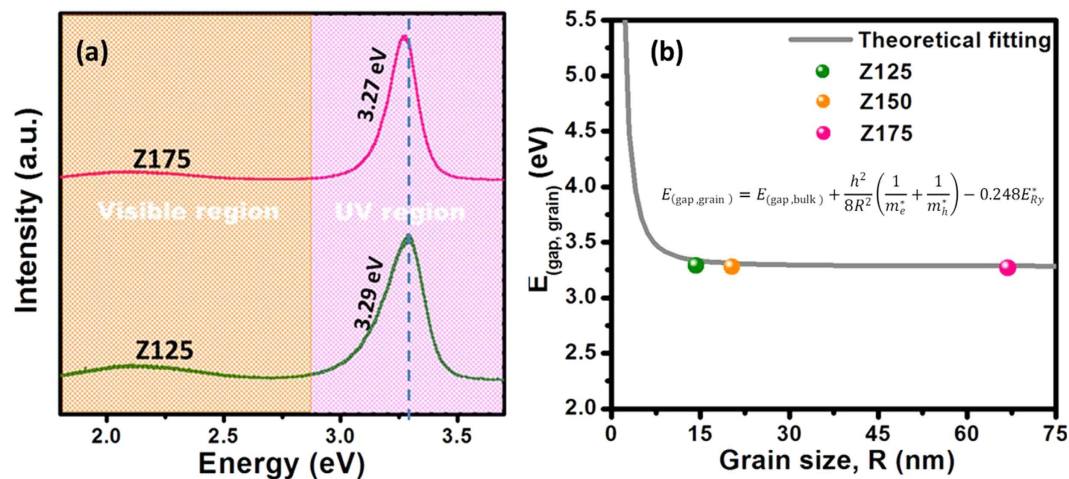 (a)
3.27 eV
Z175
Visible region
UV region
3.29 eV
Z125
Intensity (a.u.)
2.0 2.5 3.0 3.5
Energy (eV)
(b)
Theoretical fitting
Z125
Z150
Z175
E(gap,grain) = E(gap,bulk) + h²/8R² (1/m*e + 1/m*h) − 0.248E*Ry
E(gap, grain) (eV)
5.5
5.0
4.5
4.0
3.5
3.0
2.5
2.0
0 15 30 45 60 75
Grain size, R (nm)